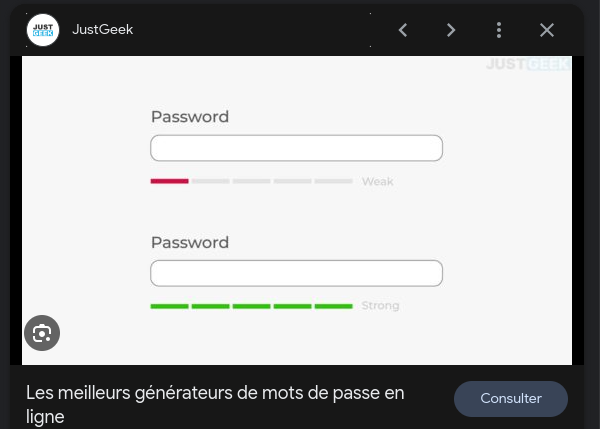 JUST
GEEK
JustGeek
JUSTGEEK
Password
Weak
Password
Strong
Les meilleurs générateurs de mots de passe en
ligne
Consulter